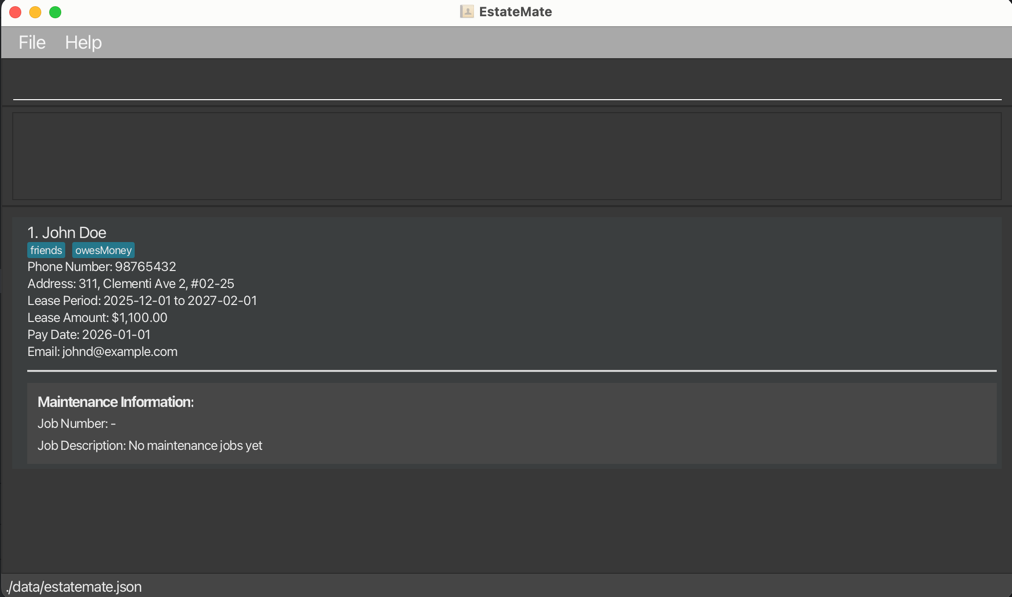 EstateMate
File Help
1. John Doe
friends owesMoney
Phone Number: 98765432
Address: 311, Clementi Ave 2, #02-25
Lease Period: 2025-12-01 to 2027-02-01
Lease Amount: $1,100.00
Pay Date: 2026-01-01
Email: johnd@example.com
Maintenance Information:
Job Number: -
Job Description: No maintenance jobs yet
./data/estatemate.json